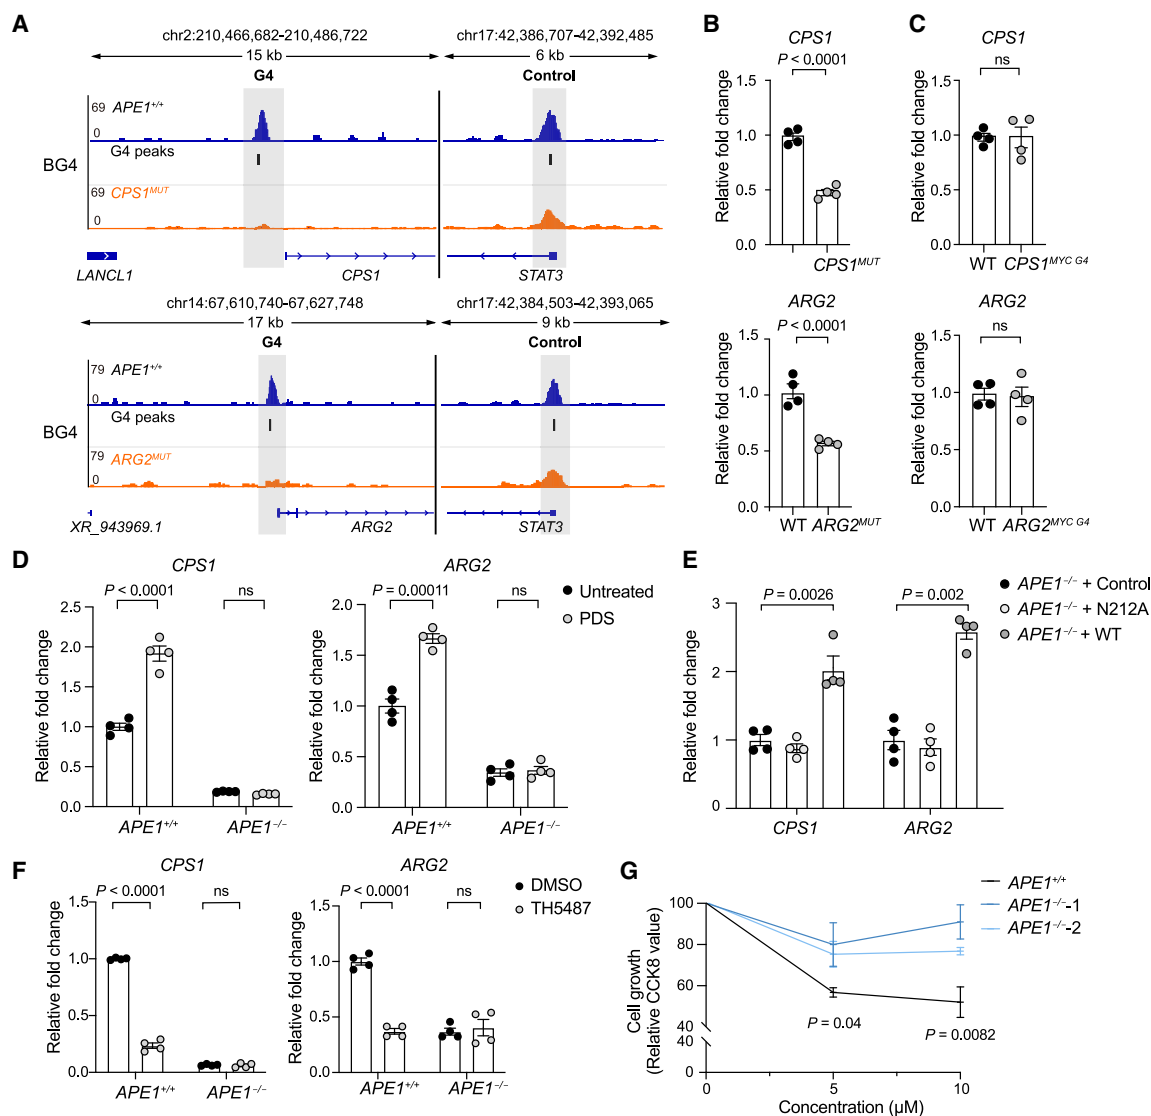 A
chr2:210,466,682-210,486,722
chr17:42,386,707-42,392,485
15 kb
6 kb
G4
Control
69
0
APE1+/+
G4 peaks
BG4
69
0
CPS1MUT
LANCL1
CPS1
STAT3
chr14:67,610,740-67,627,748
chr17:42,384,503-42,393,065
17 kb
9 kb
G4
Control
79
0
APE1+/+
G4 peaks
BG4
79
0
ARG2MUT
XR_943969.1
ARG2
STAT3
B
CPS1
P < 0.0001
Relative fold change
1.5
1.0
0.5
0.0
CPS1MUT
ARG2
P < 0.0001
Relative fold change
1.5
1.0
0.5
0.0
WT
ARG2MUT
C
CPS1
ns
Relative fold change
1.5
1.0
0.5
0.0
WT
CPS1MYC G4
ARG2
ns
Relative fold change
1.5
1.0
0.5
0.0
WT
ARG2MYC G4
D
CPS1
P < 0.0001
ns
Relative fold change
2.5
2.0
1.5
1.0
0.5
0.0
APE1+/+
APE1−/−
ARG2
P = 0.00011
ns
Relative fold change
2.0
1.5
1.0
0.5
0.0
APE1+/+
APE1−/−
Untreated
PDS
E
P = 0.0026
P = 0.002
Relative fold change
3
2
1
0
CPS1
ARG2
APE1−/− + Control
APE1−/− + N212A
APE1−/− + WT
F
CPS1
P < 0.0001
ns
Relative fold change
1.5
1.0
0.5
0.0
APE1+/+
APE1−/−
ARG2
P < 0.0001
ns
Relative fold change
1.5
1.0
0.5
0.0
APE1+/+
APE1−/−
DMSO
TH5487
G
Cell growth
(Relative CCK8 value)
100
80
60
40
40
0
0
5
10
Concentration (µM)
P = 0.04
P = 0.0082
APE1+/+
APE1−/−-1
APE1−/−-2